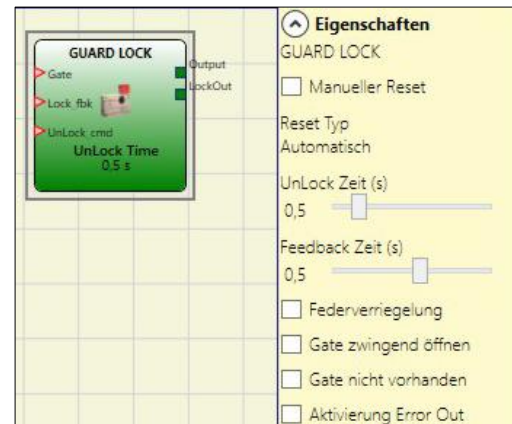 GUARD LOCK
Gate
Lock_fbk
UnLock_cmd
Output
LockOut
UnLock Time
0,5 s
Eigenschaften
GUARD LOCK
Manueller Reset
Reset Typ
Automatisch
UnLock Zeit (s)
0,5
Feedback Zeit (s)
0,5
Federverriegelung
Gate zwingend öffnen
Gate nicht vorhanden
Aktivierung Error Out